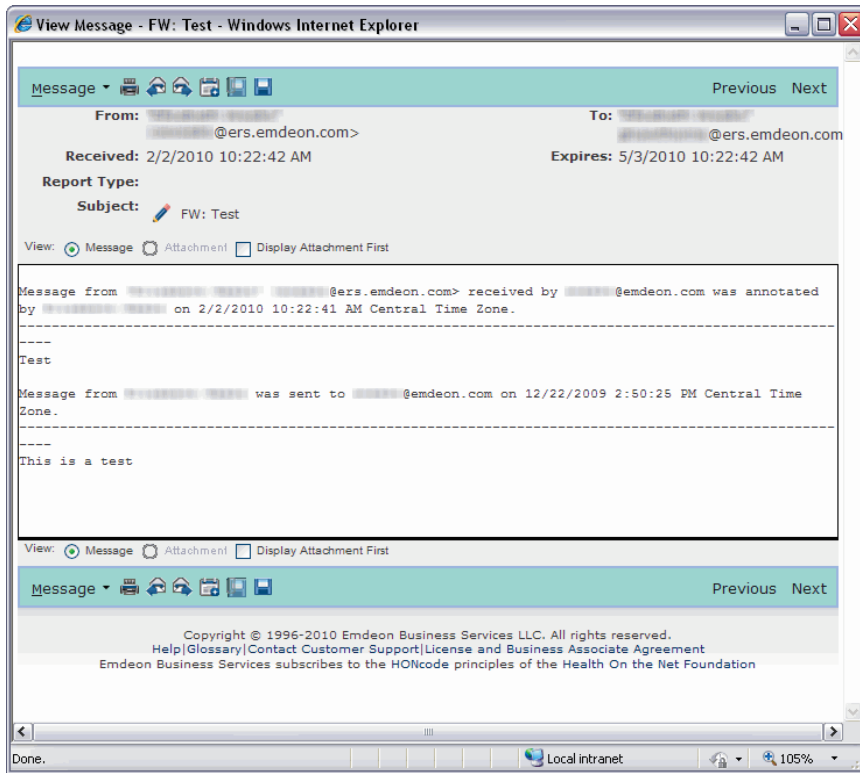 View Message - FW: Test - Windows Internet Explorer
Message Previous Next
From: To:
@ers.emdeon.com> @ers.emdeon.com
Received: 2/2/2010 10:22:42 AM Expires: 5/3/2010 10:22:42 AM
Report Type:
Subject: FW: Test
View: Message Attachment Display Attachment First
Message from @ers.emdeon.com> received by @emdeon.com was annotated
by on 2/2/2010 10:22:41 AM Central Time Zone.
--------------------------------------------------------------------------------------------------
----
Test
Message from was sent to @emdeon.com on 12/22/2009 2:50:25 PM Central Time
Zone.
--------------------------------------------------------------------------------------------------
----
This is a test
View: Message Attachment Display Attachment First
Message Previous Next
Copyright © 1996-2010 Emdeon Business Services LLC. All rights reserved.
Help|Glossary|Contact Customer Support|License and Business Associate Agreement
Emdeon Business Services subscribes to the HONcode principles of the Health On the Net Foundation
Done. Local intranet 105%